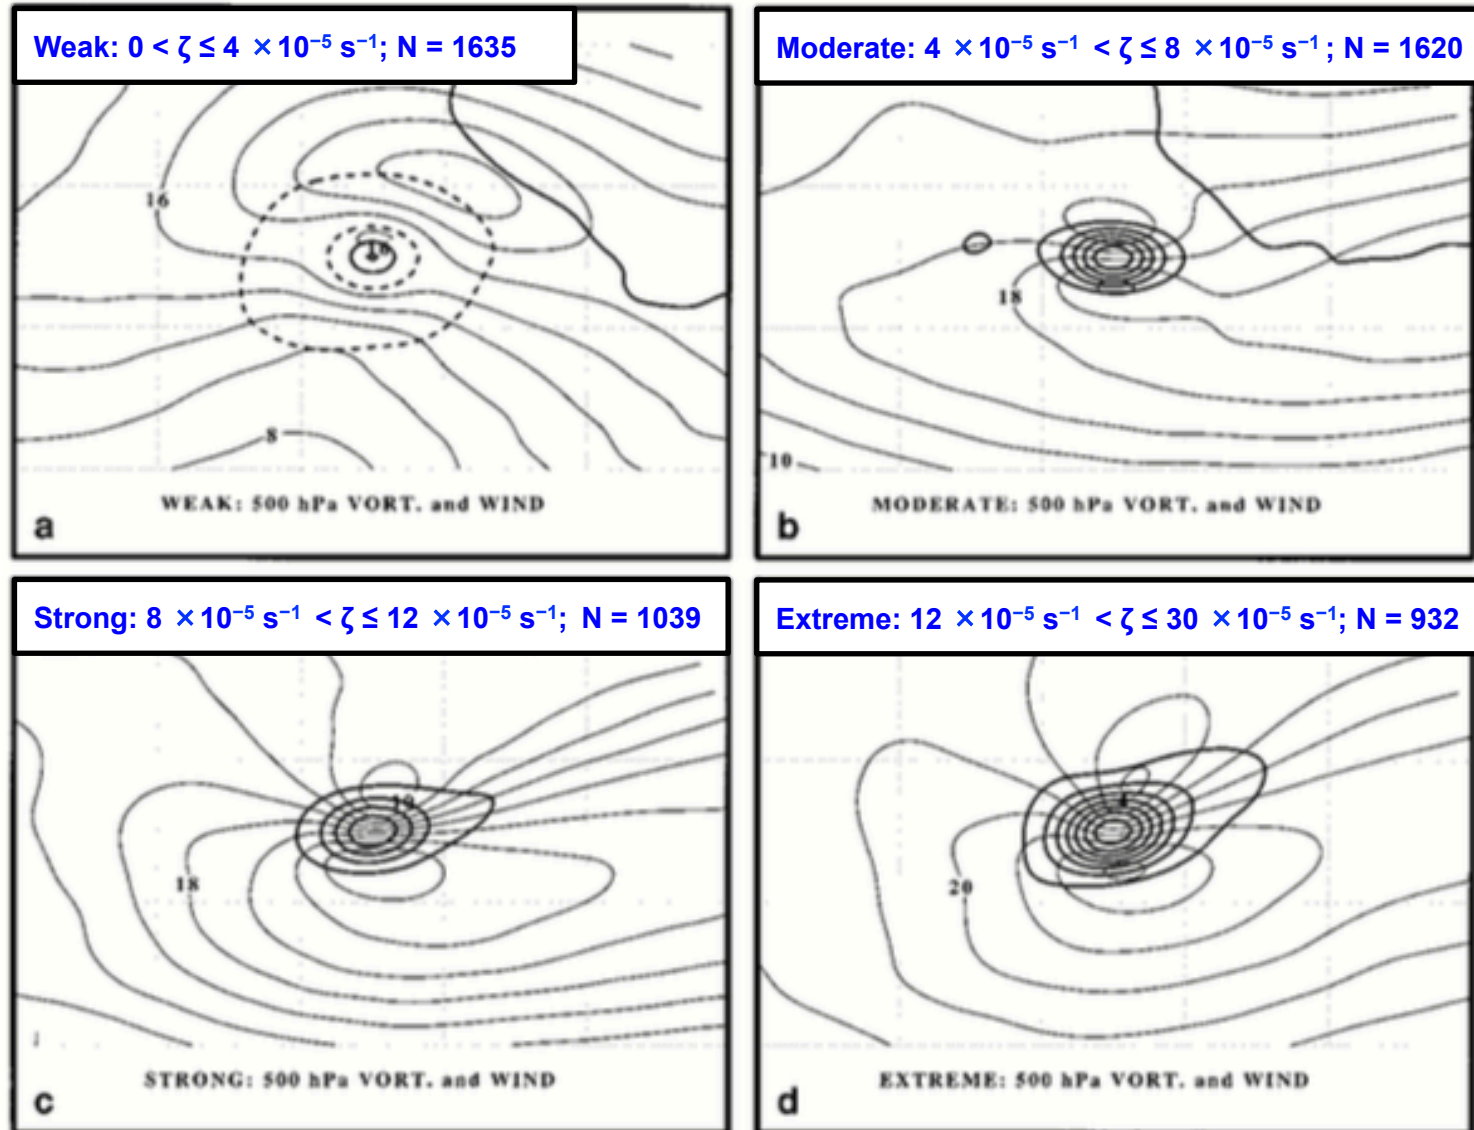 Weak: 0 < ζ ≤ 4 ×10⁻⁵ s⁻¹; N = 1635
16
8
WEAK: 500 hPa VORT. and WIND
a
Moderate: 4 ×10⁻⁵ s⁻¹ < ζ ≤ 8 ×10⁻⁵ s⁻¹ ; N = 1620
18
10
MODERATE: 500 hPa VORT. and WIND
b
Strong: 8 ×10⁻⁵ s⁻¹ < ζ ≤ 12 ×10⁻⁵ s⁻¹; N = 1039
18
STRONG: 500 hPa VORT. and WIND
c
Extreme: 12 ×10⁻⁵ s⁻¹ < ζ ≤ 30 ×10⁻⁵ s⁻¹; N = 932
20
EXTREME: 500 hPa VORT. and WIND
d